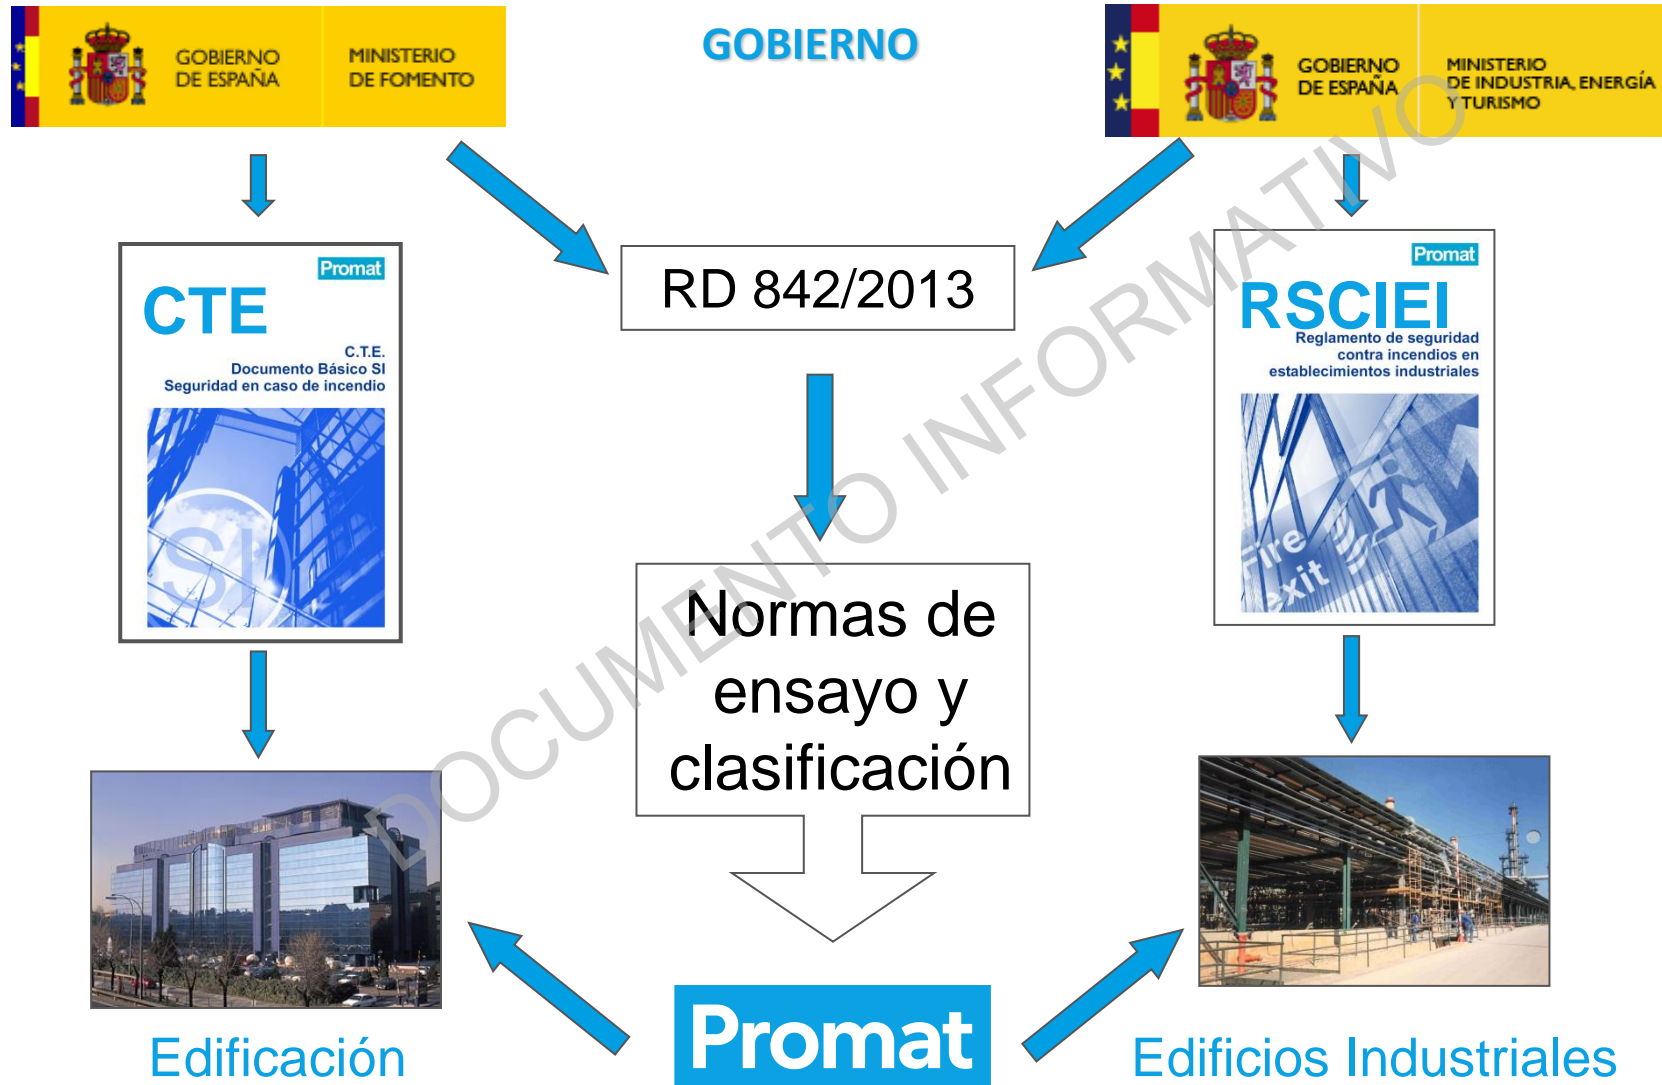 GOBIERNO
DE ESPAÑA
MINISTERIO
DE FOMENTO
GOBIERNO
GOBIERNO
DE ESPAÑA
MINISTERIO
DE INDUSTRIA, ENERGÍA
Y TURISMO
Promat
CTE
C.T.E.
Documento Básico SI
Seguridad en caso de incendio
SI
RD 842/2013
Promat
RSCIEI
Reglamento de seguridad
contra incendios en
establecimientos industriales
Fire
exit
Normas de
ensayo y
clasificación
DOCUMENTO INFORMATIVO
Promat
Edificación
Edificios Industriales